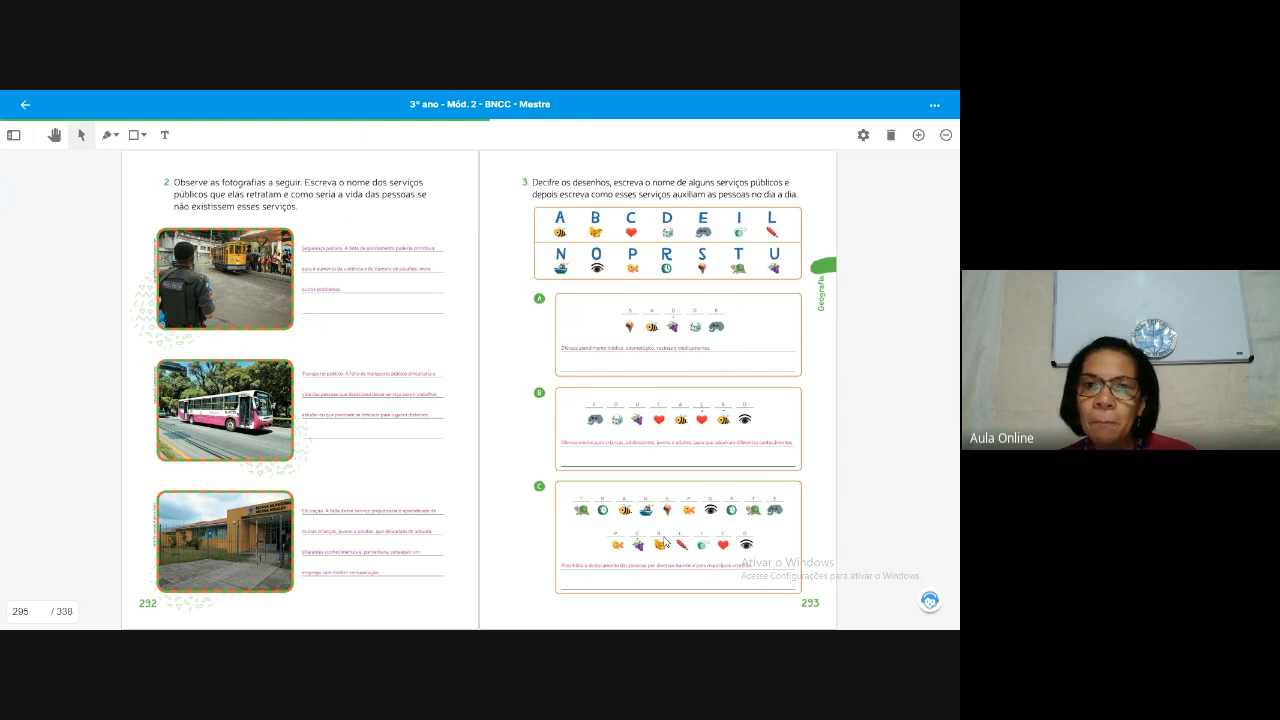 3º ano - Mód. 2 - BNCC - Mestre
2. Observe as fotografias a seguir. Escreva o nome dos serviços
públicos que elas retratam e como seria a vida das pessoas se
não existissem esses serviços.
Segurança pública. A falta de policiamento poderia contribuir
para o aumento da violência e do número de assaltos, entre
outros problemas.
Transporte público. A falta de transporte público dificultaria a
vida das pessoas que dependem desse serviço para ir trabalhar,
estudar ou que precisam se deslocar para lugares distantes.
Educação. A falta desse serviço prejudicaria o aprendizado de
muitas crianças, jovens e adultos, que deixariam de adquirir
diferentes conhecimentos e, porventura, conseguir um
emprego com melhor remuneração.
292
3. Decifre os desenhos, escreva o nome de alguns serviços públicos e
depois escreva como esses serviços auxiliam as pessoas no dia a dia.
A B C D E I L
N O P R S T U
Geografia
A
S A Ú D E
Oferece atendimento médico, odontológico, vacinas e medicamentos.
B
E D U C A Ç Ã O
Oferece ensino para crianças, adolescentes, jovens e adultos, para que adquiram diferentes conhecimentos.
C
T R A N S P O R T E
P Ú B L I C O
Possibilita o deslocamento das pessoas por diversos bairros e para municípios vizinhos.
293
Ativar o Windows
Acesse Configurações para ativar o Windows.
295 / 338
Aula Online